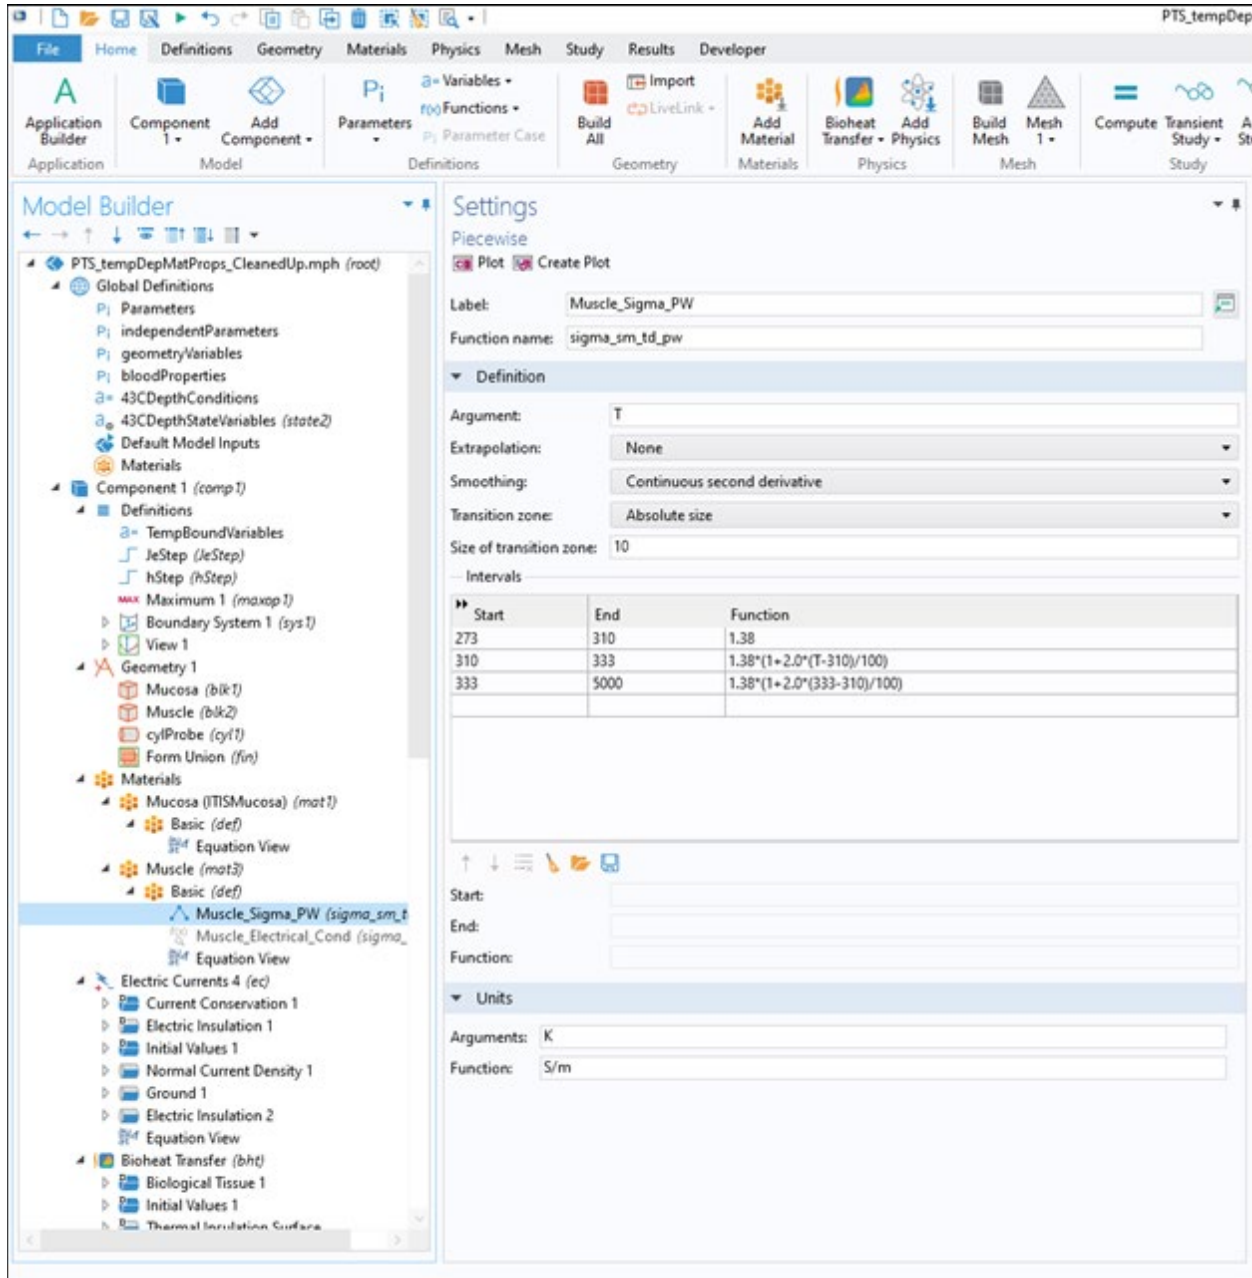 PTS_tempDep
File Home Definitions Geometry Materials Physics Mesh Study Results Developer
Application Builder
Component 1
Add Component
Pi Parameters
a= Variables
f(x) Functions
Pi Parameter Case
Build All
Import
LiveLink
Add Material
Bioheat Transfer
Add Physics
Build Mesh
Mesh 1
Compute
Transient Study
Application Model Definitions Geometry Materials Physics Mesh Study
Model Builder
PTS_tempDepMatProps_CleanedUp.mph (root)
Global Definitions
Pi Parameters
Pi independentParameters
Pi geometryVariables
Pi bloodProperties
a= 43CDepthConditions
43CDepthStateVariables (state2)
Default Model Inputs
Materials
Component 1 (comp1)
Definitions
a= TempBoundVariables
JeStep (JeStep)
hStep (hStep)
MAX Maximum 1 (maxop1)
Boundary System 1 (sys1)
View 1
Geometry 1
Mucosa (blk1)
Muscle (blk2)
cylProbe (cyl1)
Form Union (fin)
Materials
Mucosa (ITISMucosa) (mat1)
Basic (def)
Equation View
Muscle (mat3)
Basic (def)
Muscle_Sigma_PW (sigma_sm_t
Muscle_Electrical_Cond (sigma_
Equation View
Electric Currents 4 (ec)
Current Conservation 1
Electric Insulation 1
Initial Values 1
Normal Current Density 1
Ground 1
Electric Insulation 2
Equation View
Bioheat Transfer (bht)
Biological Tissue 1
Initial Values 1
Thermal Insulation Surface
Settings
Piecewise
Plot Create Plot
Label: Muscle_Sigma_PW
Function name: sigma_sm_td_pw
Definition
Argument: T
Extrapolation: None
Smoothing: Continuous second derivative
Transition zone: Absolute size
Size of transition zone: 10
Intervals
Start End Function
273 310 1.38
310 333 1.38*(1+2.0*(T-310)/100)
333 5000 1.38*(1+2.0*(333-310)/100)
Start:
End:
Function:
Units
Arguments: K
Function: S/m